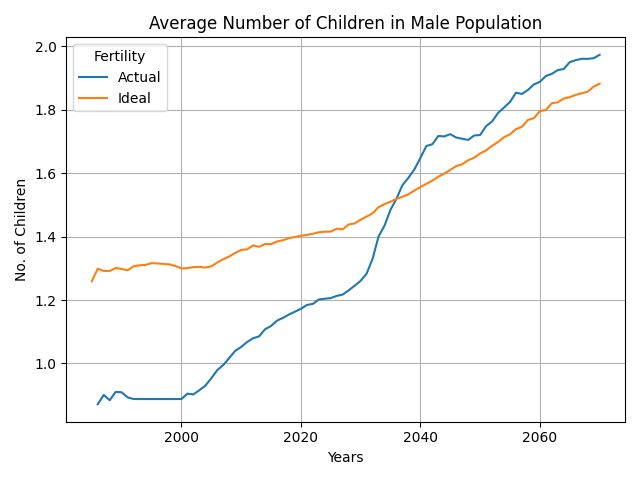 Average Number of Children in Male Population
Fertility
Actual
Ideal
No. of Children
2.0
1.8
1.6
1.4
1.2
1.0
2000 2020 2040 2060
Years